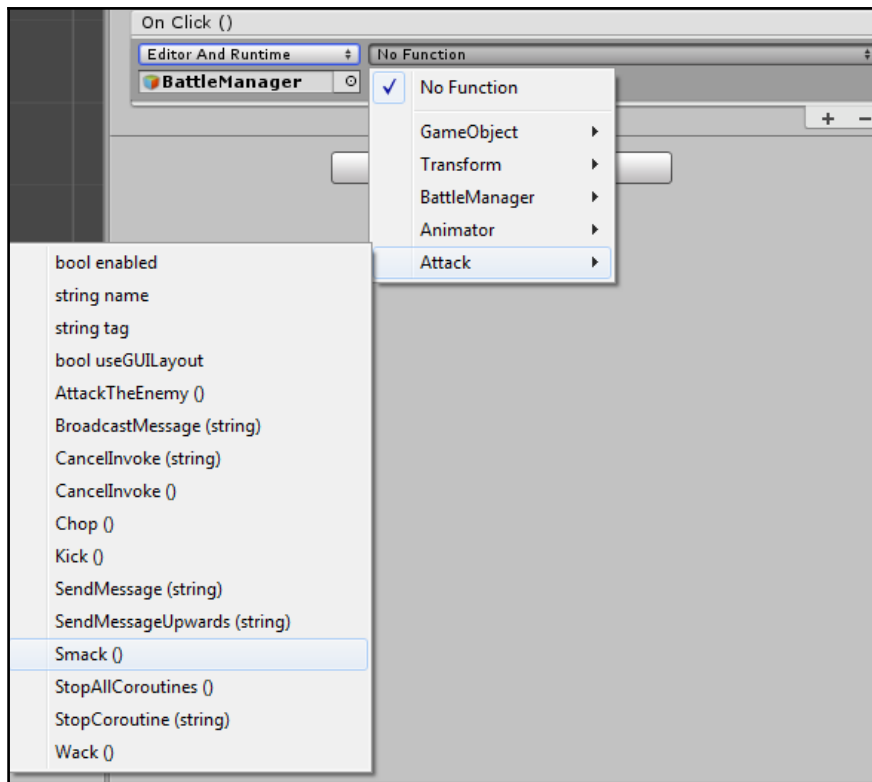 On Click ()
Editor And Runtime
No Function
BattleManager
No Function
GameObject
Transform
BattleManager
Animator
Attack
bool enabled
string name
string tag
bool useGUILayout
AttackTheEnemy ()
BroadcastMessage (string)
CancelInvoke (string)
CancelInvoke ()
Chop ()
Kick ()
SendMessage (string)
SendMessageUpwards (string)
Smack ()
StopAllCoroutines ()
StopCoroutine (string)
Wack ()